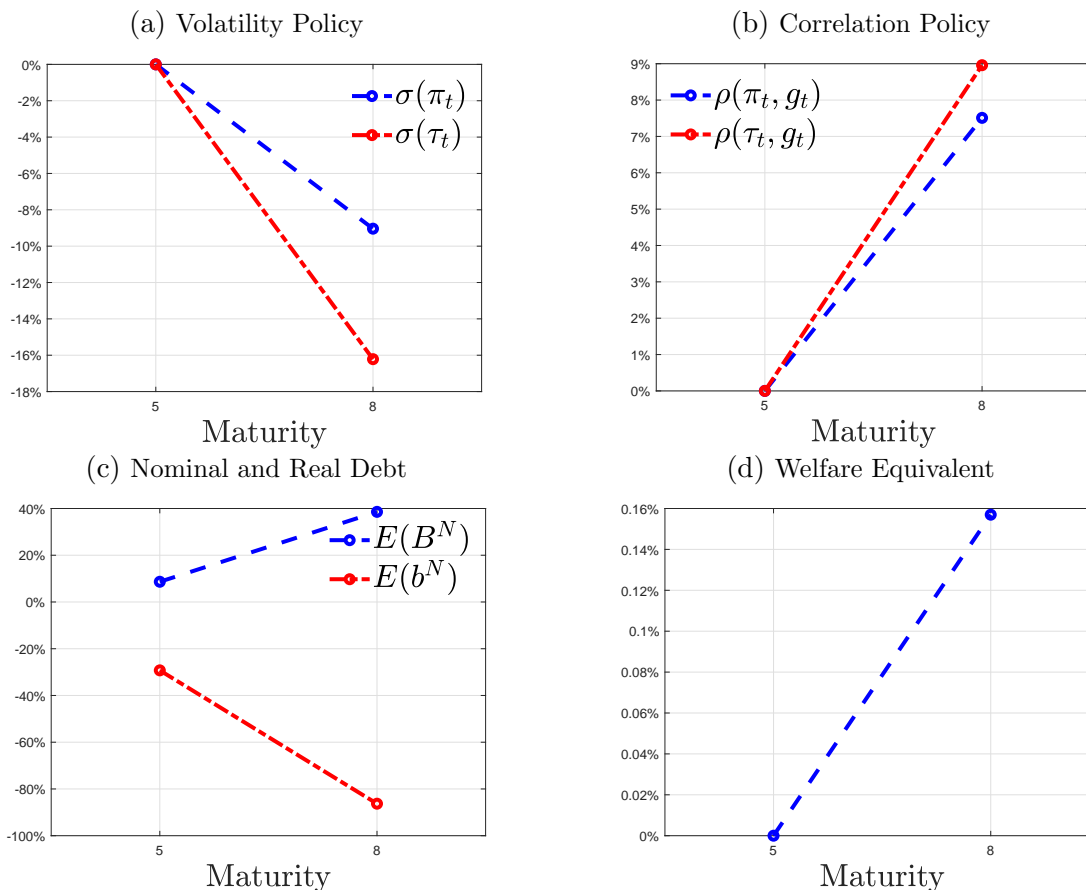 (a) Volatility Policy
0%
-2%
-4%
-6%
-8%
-10%
-12%
-14%
-16%
-18%
σ(π_t)
σ(τ_t)
5 8
Maturity
(b) Correlation Policy
9%
8%
7%
6%
5%
4%
3%
2%
1%
0%
ρ(π_t, g_t)
ρ(τ_t, g_t)
5 8
Maturity
(c) Nominal and Real Debt
40%
20%
0%
-20%
-40%
-60%
-80%
-100%
E(B^N)
E(b^N)
5 8
Maturity
(d) Welfare Equivalent
0.16%
0.14%
0.12%
0.1%
0.08%
0.06%
0.04%
0.02%
0%
5 8
Maturity